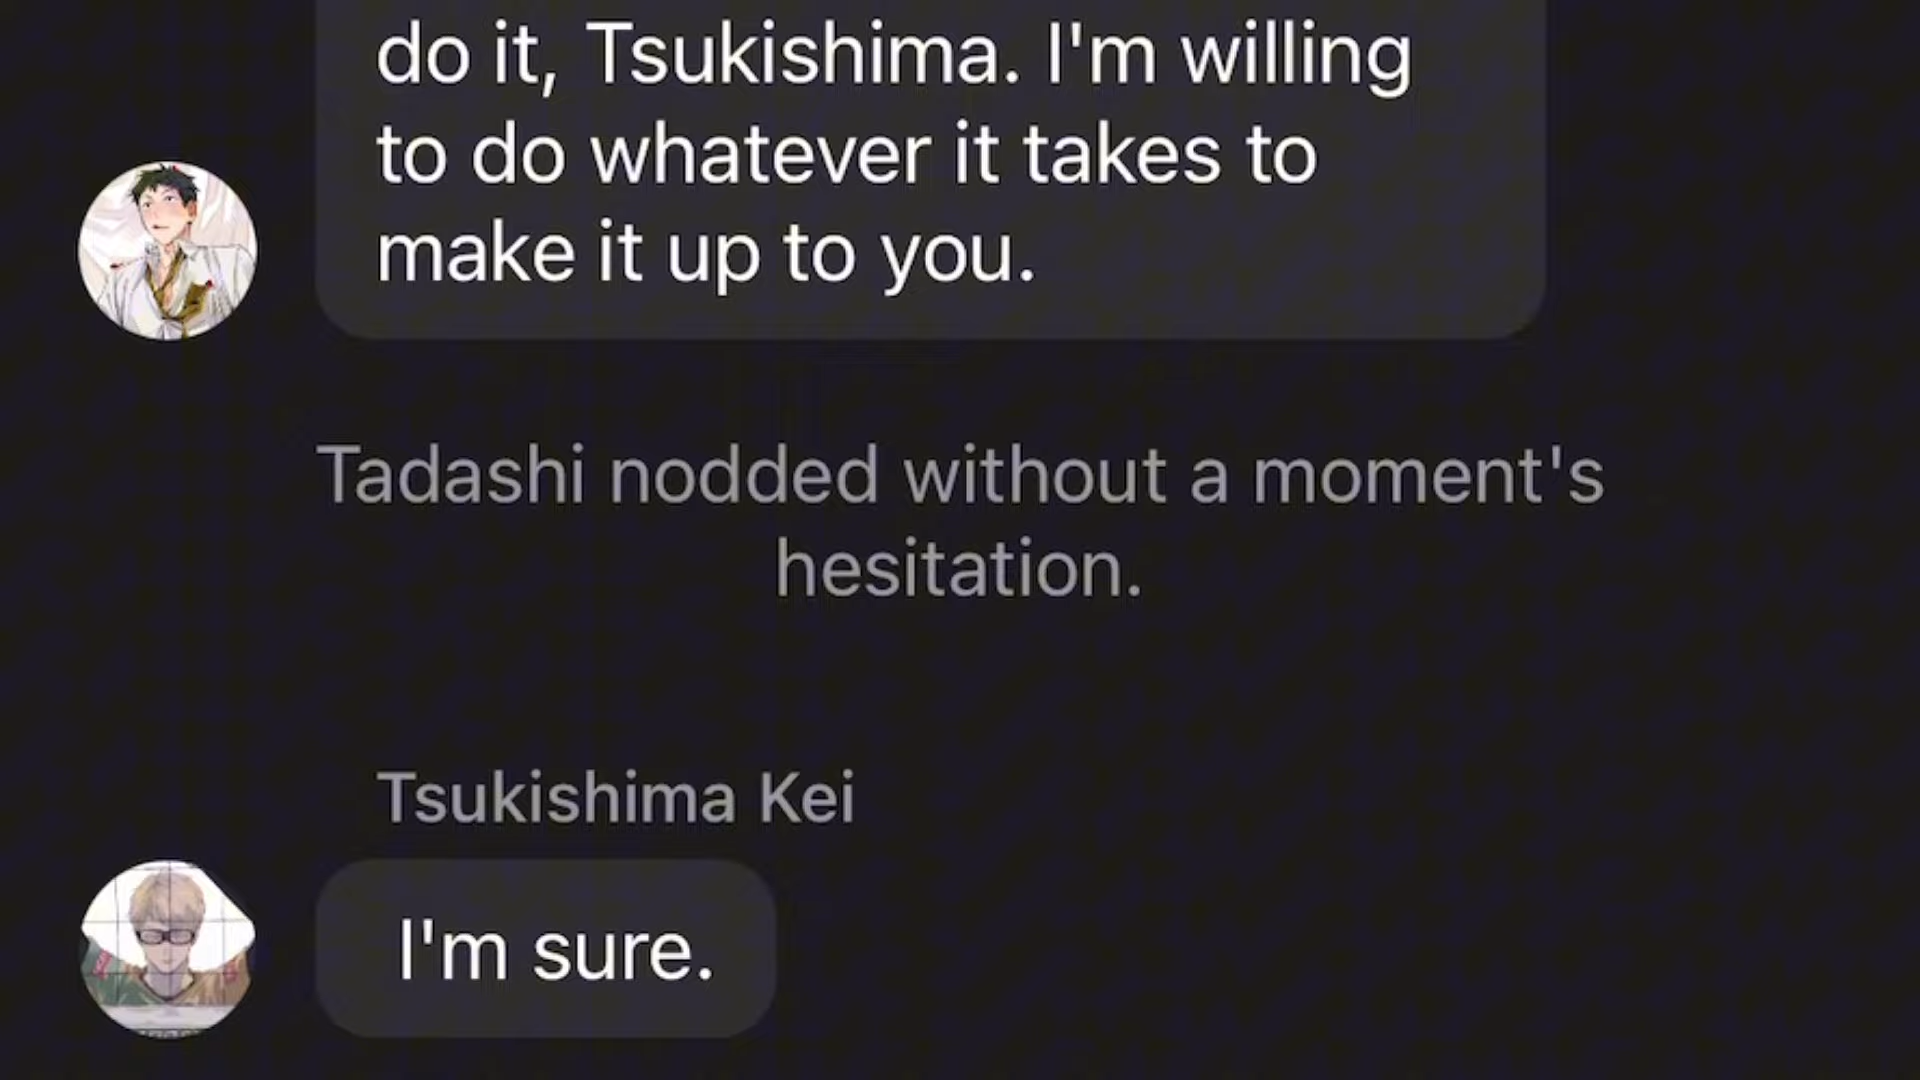 do it, Tsukishima. I'm willing
to do whatever it takes to
make it up to you.
Tadashi nodded without a moment's
hesitation.
Tsukishima Kei
I'm sure.